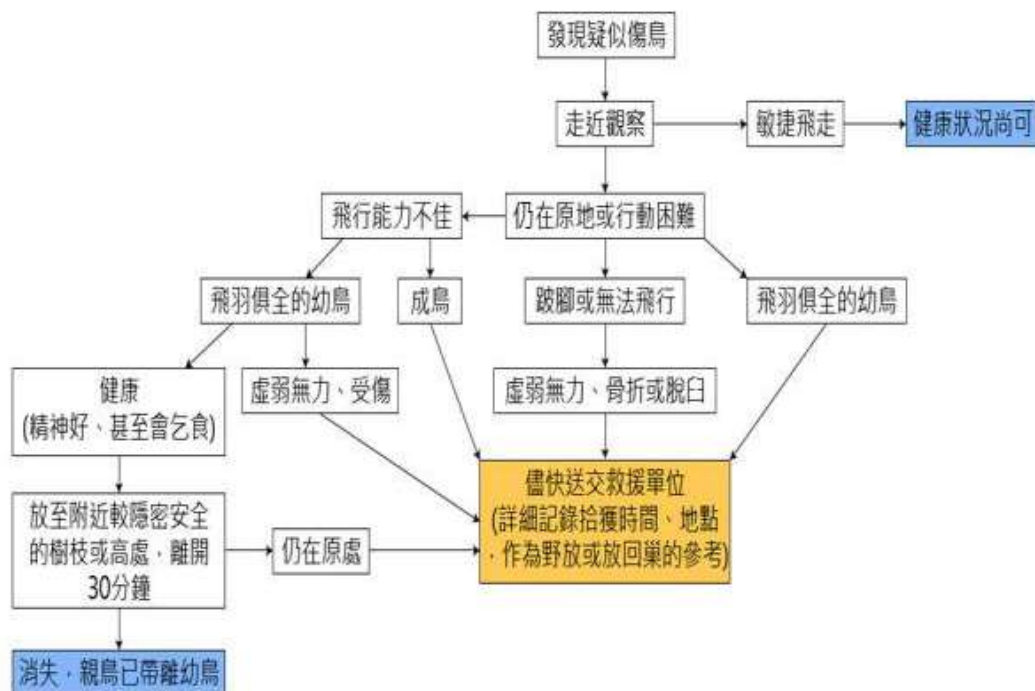 發現疑似傷鳥
走近觀察
敏捷飛走
健康狀況尚可
飛行能力不佳
仍在原地或行動困難
飛羽俱全的幼鳥
成鳥
跛腳或無法飛行
飛羽俱全的幼鳥
健康
(精神好、甚至會乞食)
虛弱無力、受傷
虛弱無力、骨折或脫臼
儘快送交救援單位
(詳細記錄拾獲時間、地點
，作為野放或放回巢的參考)
放至附近較隱密安全
的樹枝或高處，離開
30分鐘
仍在原處
消失，親鳥已帶離幼鳥